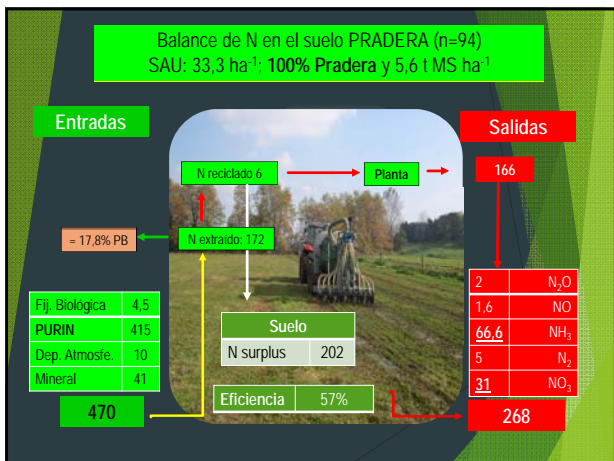 Balance de N en el suelo PRADERA (n=94)
SAU: 33,3 ha-1; 100% Pradera y 5,6 t MS ha-1
Entradas
Salidas
N reciclado 6
Planta
166
= 17,8% PB
N extraído: 172
Fij. Biológica 4,5
PURIN 415
Dep. Atmosfe. 10
Mineral 41
470
Suelo
N surplus 202
Eficiencia 57%
2 N2O
1,6 NO
66,6 NH3
5 N2
31 NO3
268